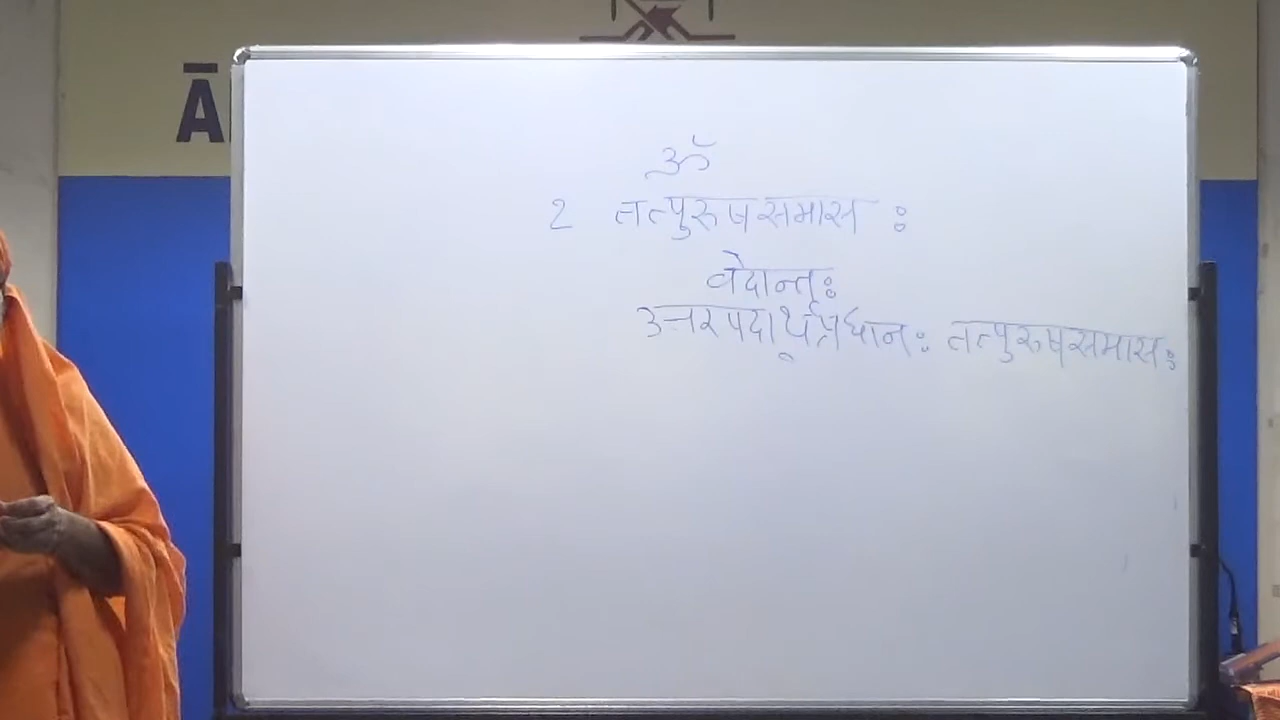 Ā
ॐ
2 तत्पुरुषसमासः
वेदान्तः
उत्तरपदार्थप्रधानः तत्पुरुषसमासः